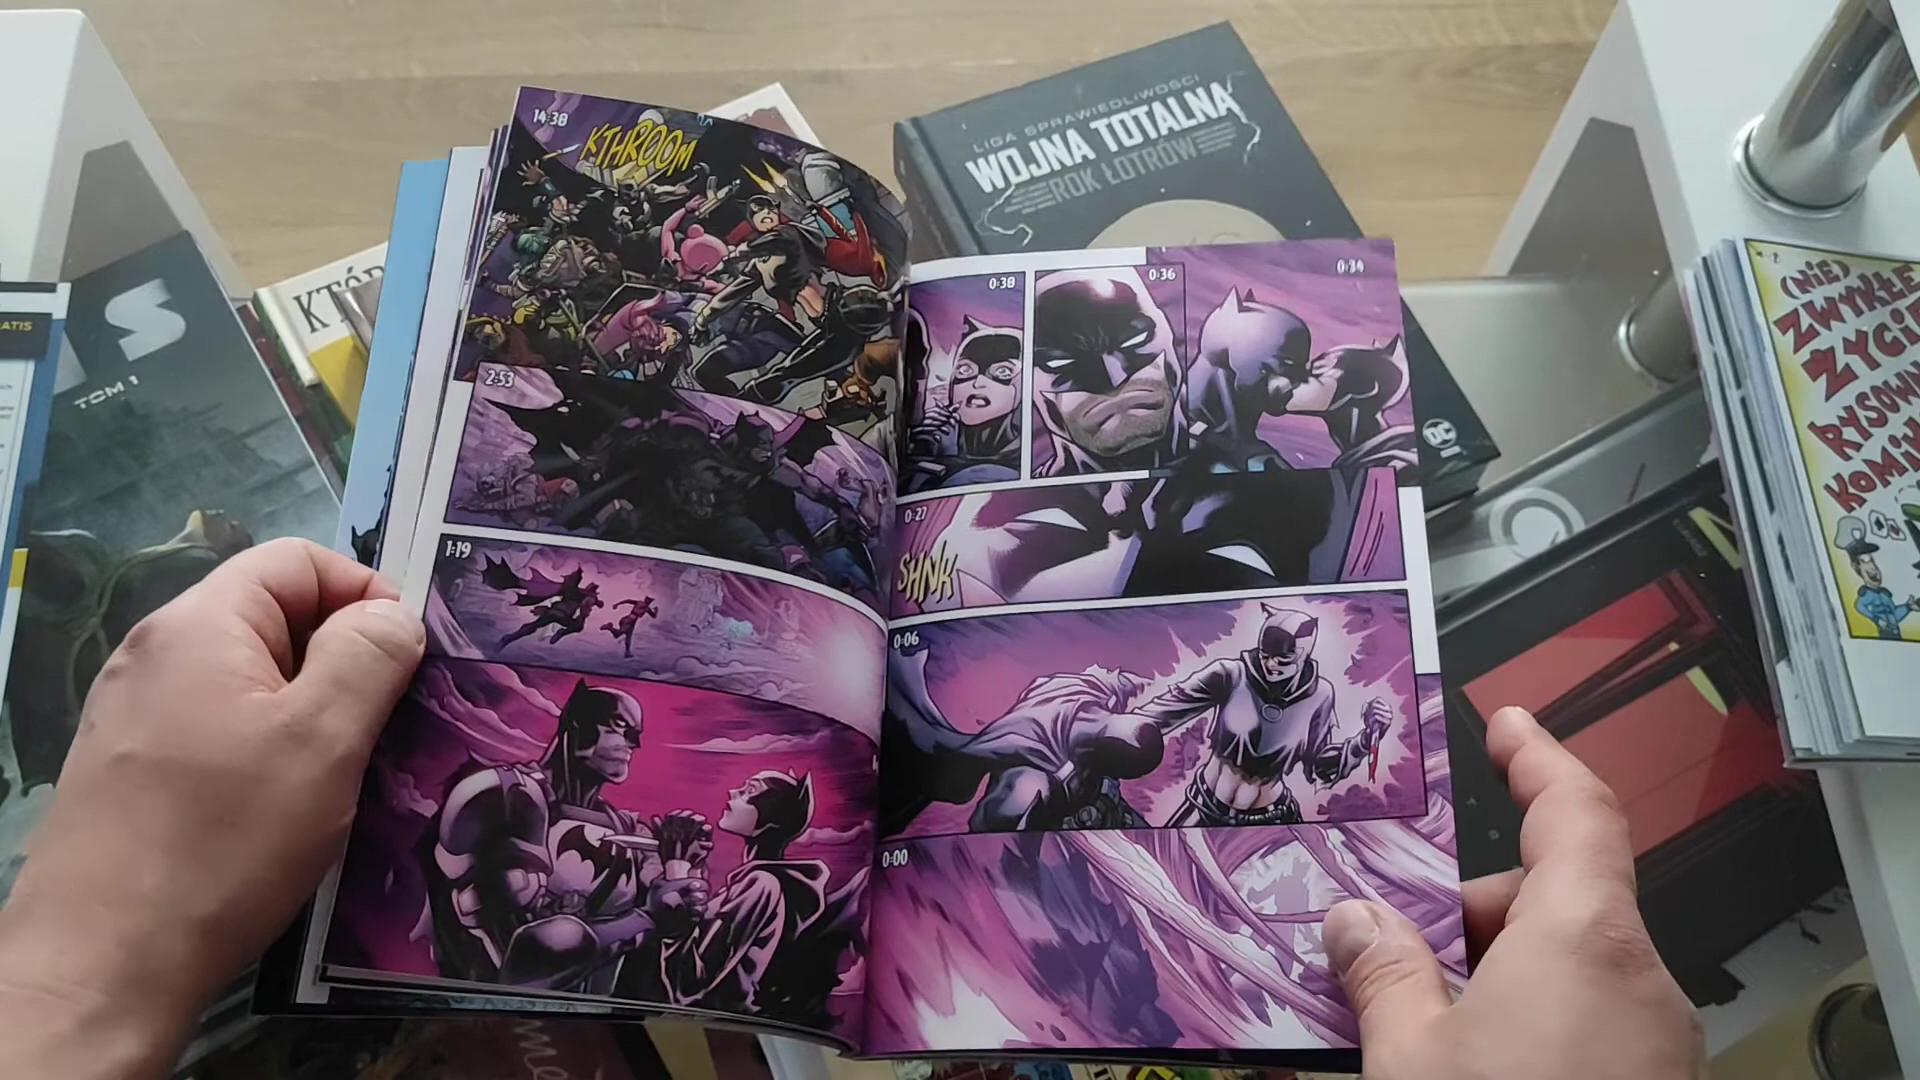 14:38
KTHROOM
2:53
1:19
0:38
0:36
0:34
0:27
SHNK
0:06
0:00
LIGA SPRAWIEDLIWOŚCI
WOJNA TOTALNA
ROK ŁOTRÓW
DC
S
TOM 1
KTÓR
(NIE)
ZWYKŁE
ŻYCIE
RYSOWN
KOMIK